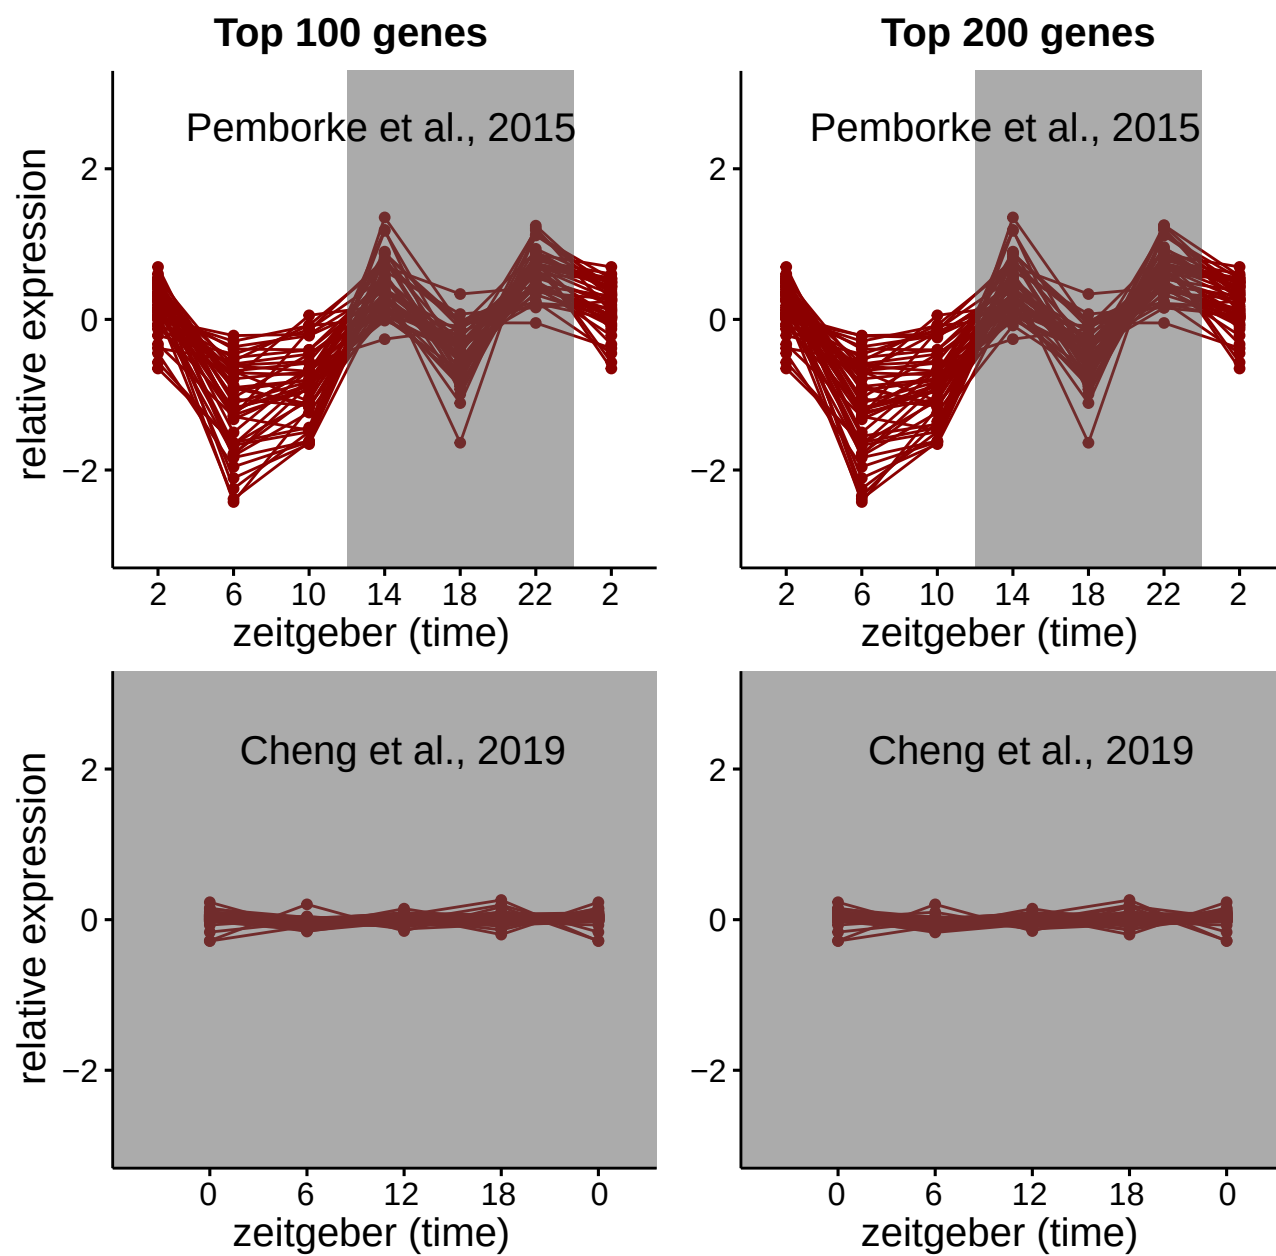 Top 100 genes
Top 200 genes
Pemborke et al., 2015
Pemborke et al., 2015
relative expression
2
0
−2
2
0
−2
2 6 10 14 18 22 2
2 6 10 14 18 22 2
zeitgeber (time)
zeitgeber (time)
Cheng et al., 2019
Cheng et al., 2019
relative expression
2
0
−2
2
0
−2
0 6 12 18 0
0 6 12 18 0
zeitgeber (time)
zeitgeber (time)